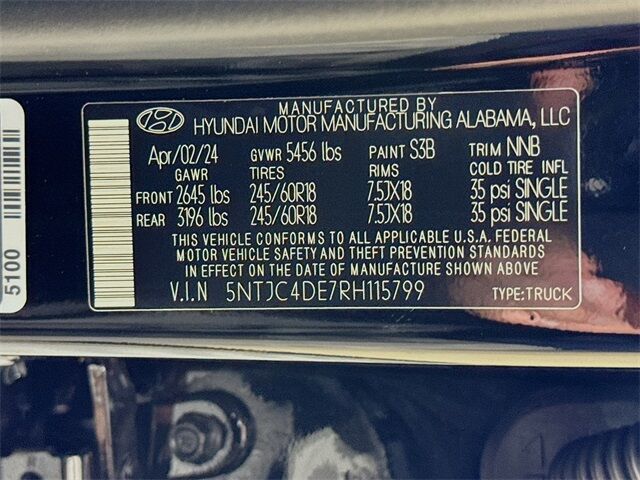 MANUFACTURED BY
HYUNDAI MOTOR MANUFACTURING ALABAMA, LLC
Apr/02/24 GVWR 5456 lbs PAINT S3B TRIM NNB
GAWR TIRES RIMS COLD TIRE INFL
FRONT 2645 lbs 245/60R18 7.5JX18 35 psi SINGLE
REAR 3196 lbs 245/60R18 7.5JX18 35 psi SINGLE
THIS VEHICLE CONFORMS TO ALL APPLICABLE U.S.A. FEDERAL
MOTOR VEHICLE SAFETY AND THEFT PREVENTION STANDARDS
IN EFFECT ON THE DATE OF MANUFACTURE SHOWN ABOVE
V.I.N 5NTJC4DE7RH115799 TYPE:TRUCK
5100